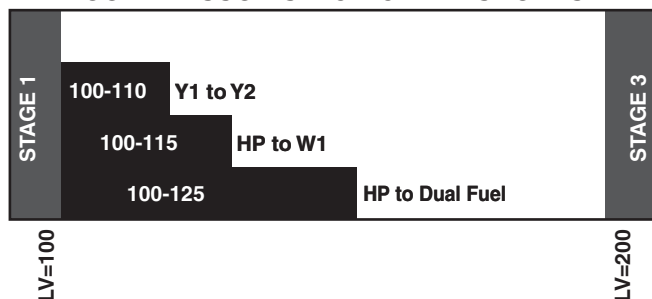 STAGE 1
100-110 Y1 to Y2
100-115 HP to W1
100-125 HP to Dual Fuel
STAGE 3
LV=100
LV=200